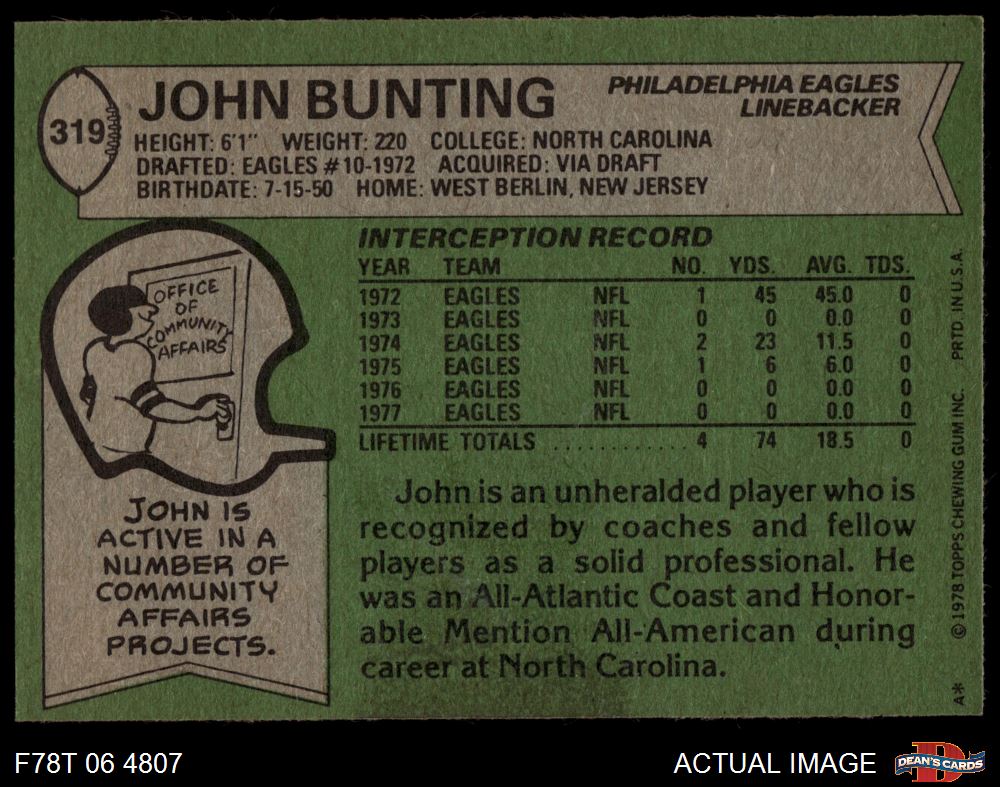 319
JOHN BUNTING
PHILADELPHIA EAGLES
LINEBACKER
HEIGHT: 6'1" WEIGHT: 220 COLLEGE: NORTH CAROLINA
DRAFTED: EAGLES #10-1972 ACQUIRED: VIA DRAFT
BIRTHDATE: 7-15-50 HOME: WEST BERLIN, NEW JERSEY
OFFICE
OF
COMMUNITY
AFFAIRS
JOHN IS
ACTIVE IN A
NUMBER OF
COMMUNITY
AFFAIRS
PROJECTS.
INTERCEPTION RECORD
YEAR TEAM NO. YDS. AVG. TDS.
1972 EAGLES NFL 1 45 45.0 0
1973 EAGLES NFL 0 0 0.0 0
1974 EAGLES NFL 2 23 11.5 0
1975 EAGLES NFL 1 6 6.0 0
1976 EAGLES NFL 0 0 0.0 0
1977 EAGLES NFL 0 0 0.0 0
LIFETIME TOTALS ............ 4 74 18.5 0
John is an unheralded player who is
recognized by coaches and fellow
players as a solid professional. He
was an All-Atlantic Coast and Honor-
able Mention All-American during
career at North Carolina.
A* © 1978 TOPPS CHEWING GUM INC. PRTD. IN U.S.A.
F78T 06 4807
ACTUAL IMAGE
DEAN'S CARDS